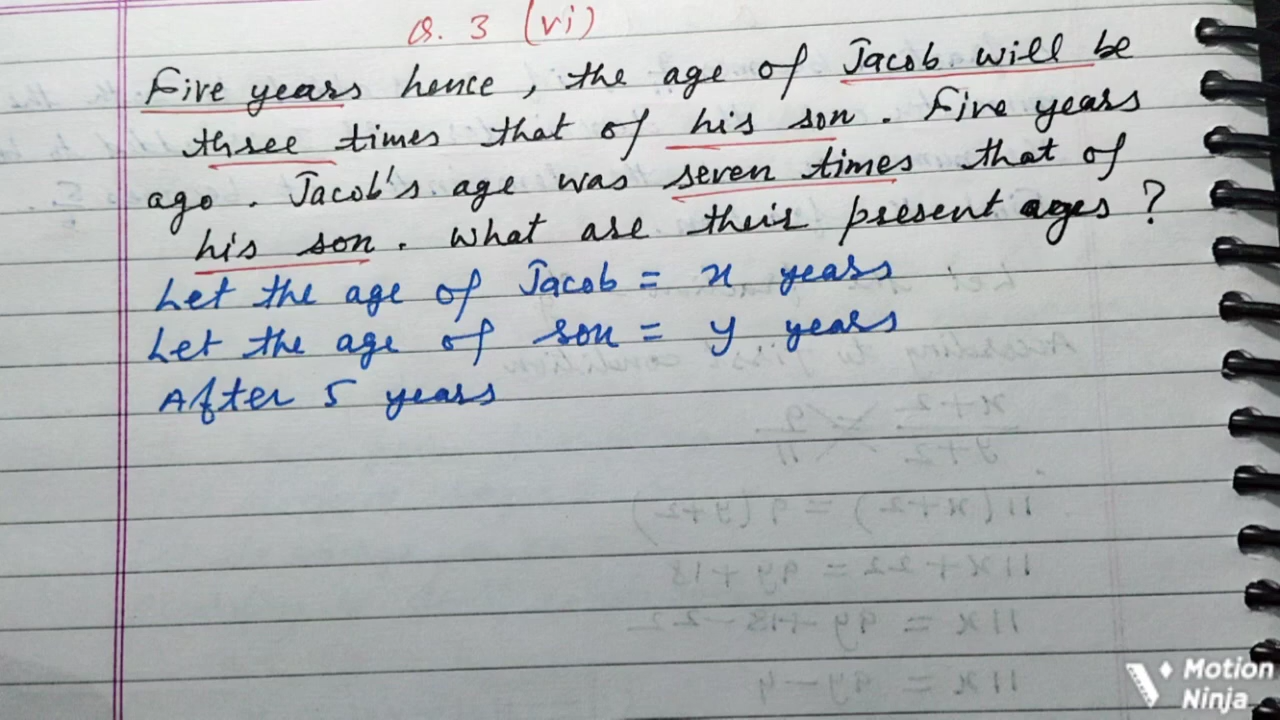 Q. 3 (vi)
Five years hence, the age of Jacob will be
three times that of his son. Five years
ago. Jacob's age was seven times that of
his son. What are their present ages?
Let the age of Jacob = x years
Let the age of son = y years
After 5 years
Motion
Ninja